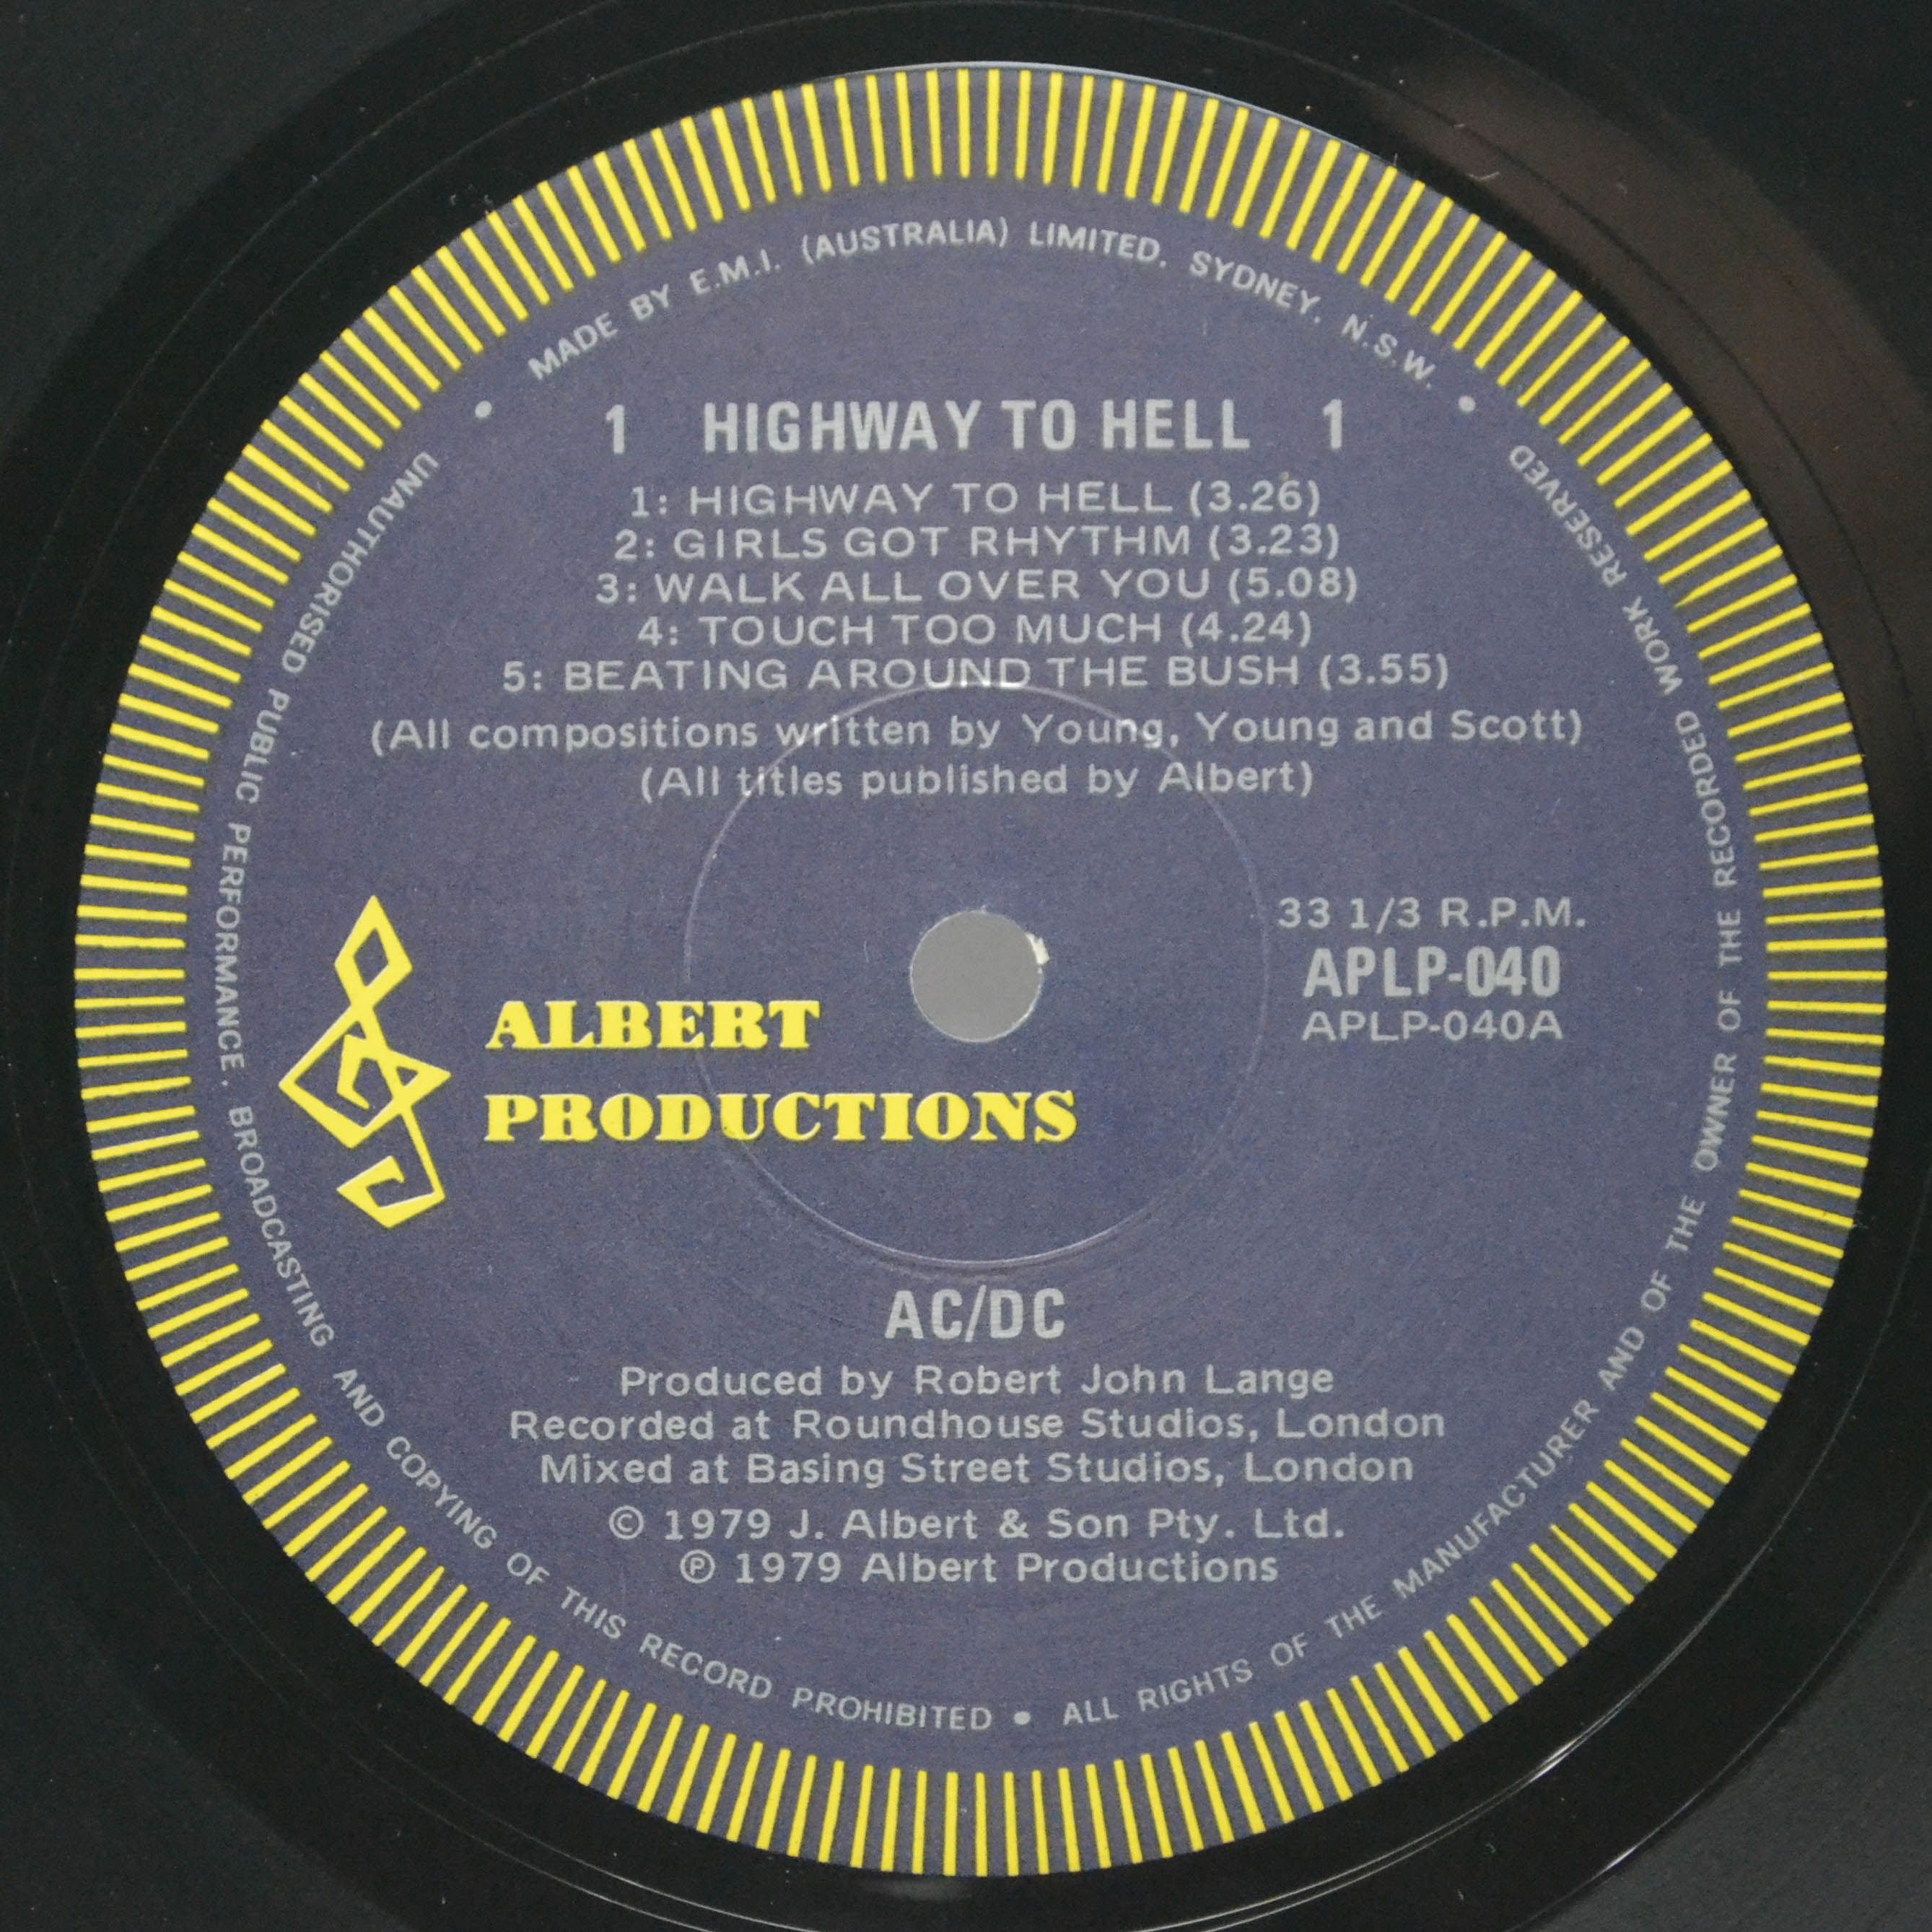 MADE BY E.M.I. (AUSTRALIA) LIMITED. SYDNEY. N.S.W. •
1 HIGHWAY TO HELL 1
1: HIGHWAY TO HELL (3.26)
2: GIRLS GOT RHYTHM (3.23)
3: WALK ALL OVER YOU (5.08)
4: TOUCH TOO MUCH (4.24)
5: BEATING AROUND THE BUSH (3.55)
(All compositions written by Young, Young and Scott)
(All titles published by Albert)
33 1/3 R.P.M.
APLP-040
APLP-040A
ALBERT
PRODUCTIONS
AC/DC
Produced by Robert John Lange
Recorded at Roundhouse Studios, London
Mixed at Basing Street Studios, London
© 1979 J. Albert & Son Pty. Ltd.
℗ 1979 Albert Productions
• UNAUTHORISED PUBLIC PERFORMANCE. BROADCASTING AND COPYING OF THIS RECORD PROHIBITED • ALL RIGHTS OF THE MANUFACTURER AND OF THE OWNER OF THE RECORDED WORK RESERVED